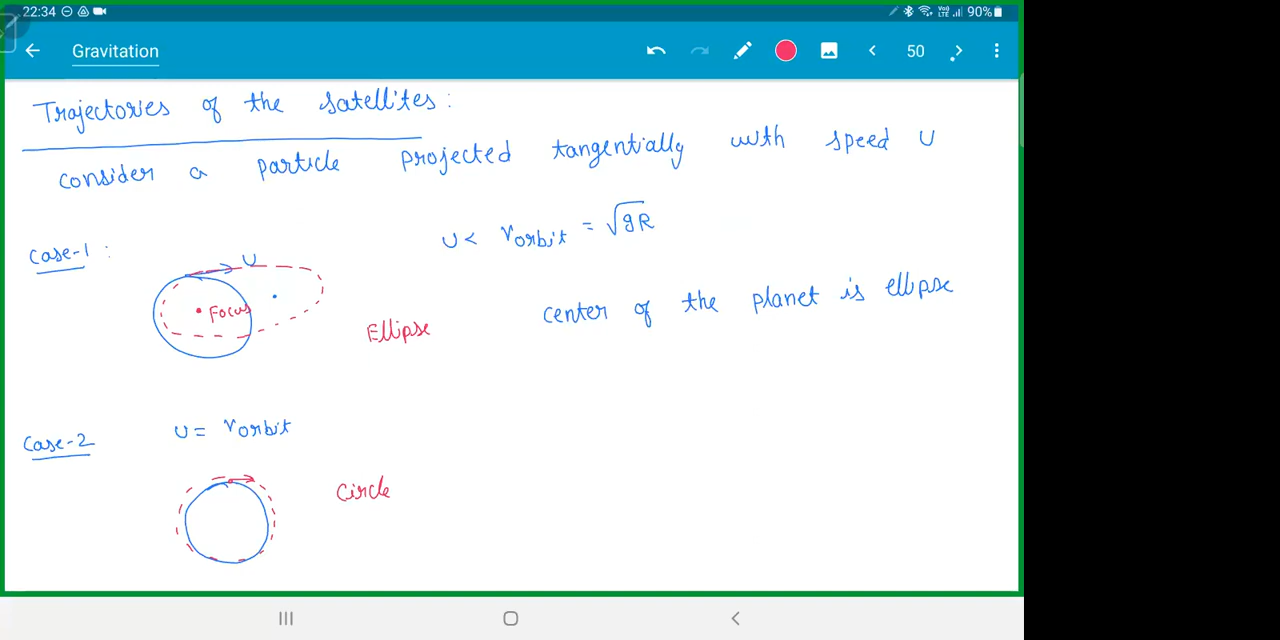 22:34 90%
Gravitation 50
Trajectories of the satellites :
consider a particle projected tangentially with speed U
Case-1 : U < Vorbit = √gR
U
Focus
Ellipse
center of the planet is ellipse
Case-2 U = Vorbit
Circle